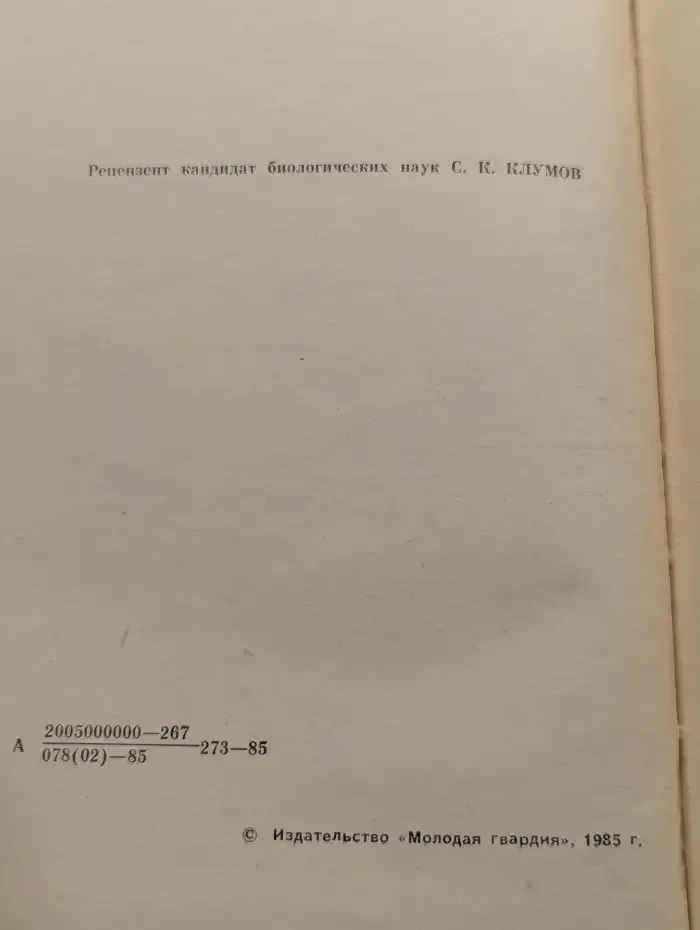 Рецензент кандидат биологических наук С. К. КЛУМОВ
А 2005000000—267
078(02)—85 273—85
© Издательство «Молодая гвардия», 1985 г.